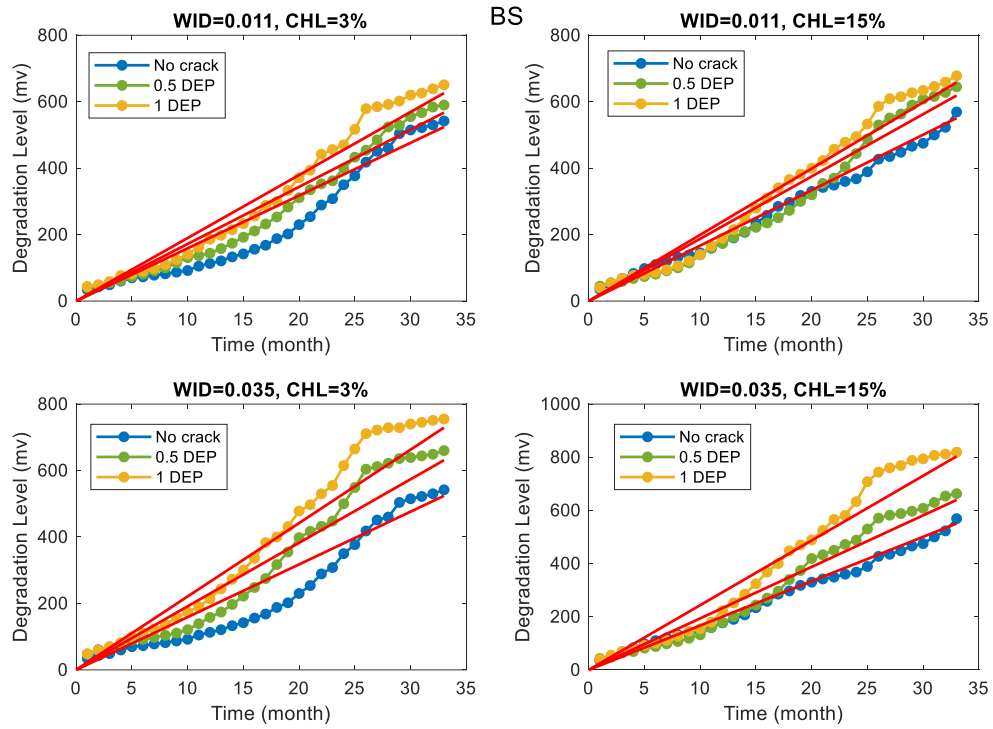 BS
WID=0.011, CHL=3%
Degradation Level (mv)
800
600
400
200
0
No crack
0.5 DEP
1 DEP
0 5 10 15 20 25 30 35
Time (month)
WID=0.011, CHL=15%
Degradation Level (mv)
800
600
400
200
0
No crack
0.5 DEP
1 DEP
0 5 10 15 20 25 30 35
Time (month)
WID=0.035, CHL=3%
Degradation Level (mv)
800
600
400
200
0
No crack
0.5 DEP
1 DEP
0 5 10 15 20 25 30 35
Time (month)
WID=0.035, CHL=15%
Degradation Level (mv)
1000
800
600
400
200
0
No crack
0.5 DEP
1 DEP
0 5 10 15 20 25 30 35
Time (month)